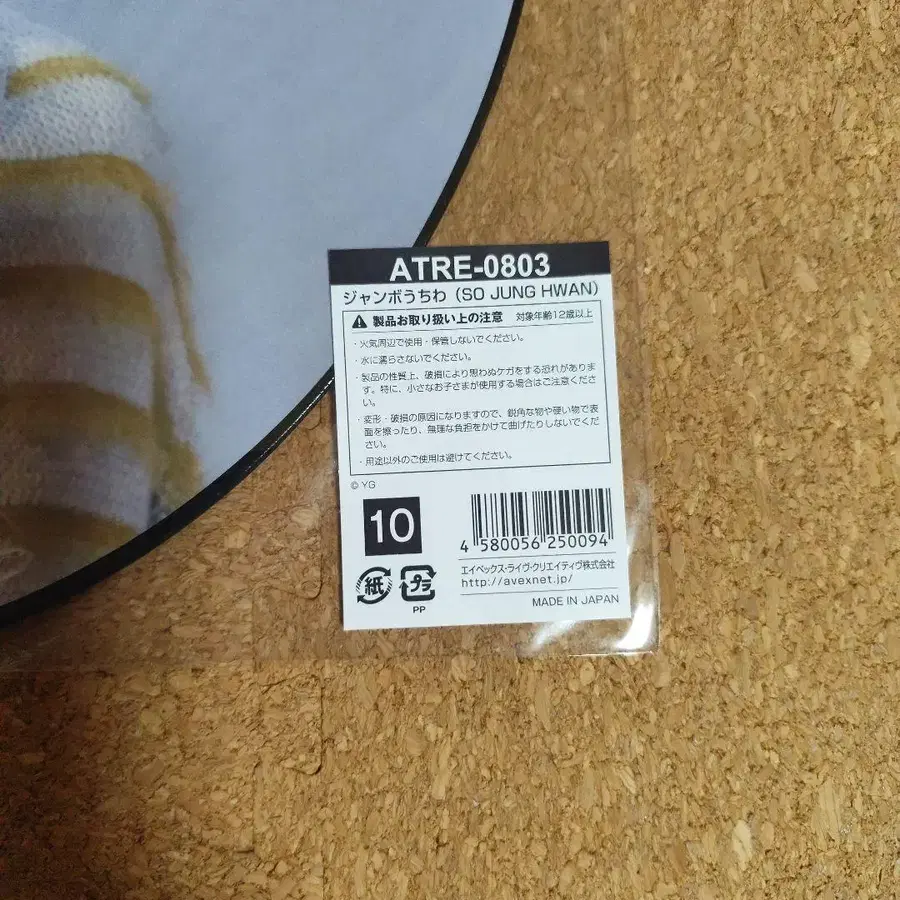 ATRE-0803
ジャンボうちわ (SO JUNG HWAN)
製品お取り扱い上の注意 対象年齢12歳以上
・火気周辺で使用・保管しないでください。
・水に濡らさないでください。
・製品の性質上、破損により思わぬケガをする恐れがありま
す。特に、小さなお子さまが使用する場合はご注意くださ
い。
・変形・破損の原因になりますので、鋭角な物や硬い物で表
面を擦ったり、無理な負担をかけて曲げたりしないでくだ
さい。
・用途以外のご使用は避けてください。
© YG
10
4 580056 250094
紙
プラ
PP
エイベックス・ライヴ・クリエイティヴ株式会社
http://avexnet.jp/
MADE IN JAPAN